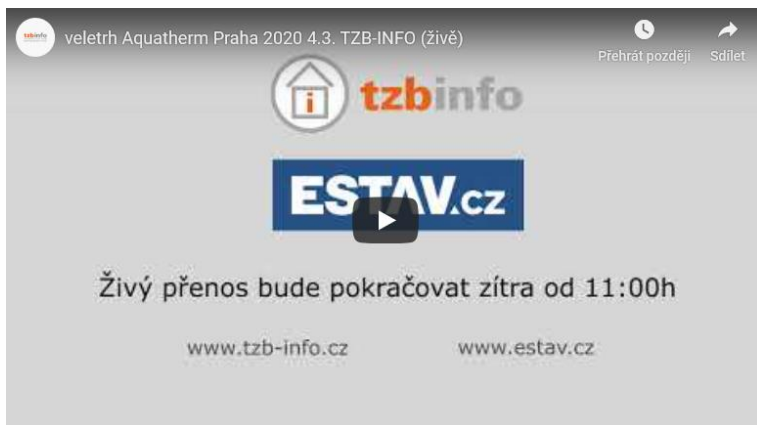 veletrh Aquatherm Praha 2020 4.3. TZB-INFO (živě)
Přehrát později
Sdílet
tzbinfo
ESTAV.cz
Živý přenos bude pokračovat zítra od 11:00h
www.tzb-info.cz
www.estav.cz